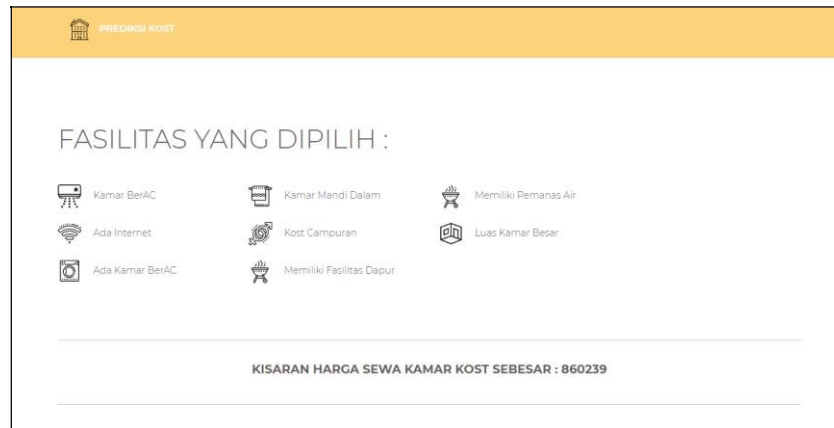 PREDIKSI KOST
FASILITAS YANG DIPILIH :
Kamar BerAC
Kamar Mandi Dalam
Memiliki Pemanas Air
Ada Internet
Kost Campuran
Luas Kamar Besar
Ada Kamar BerAC
Memiliki Fasilitas Dapur
KISARAN HARGA SEWA KAMAR KOST SEBESAR : 860239